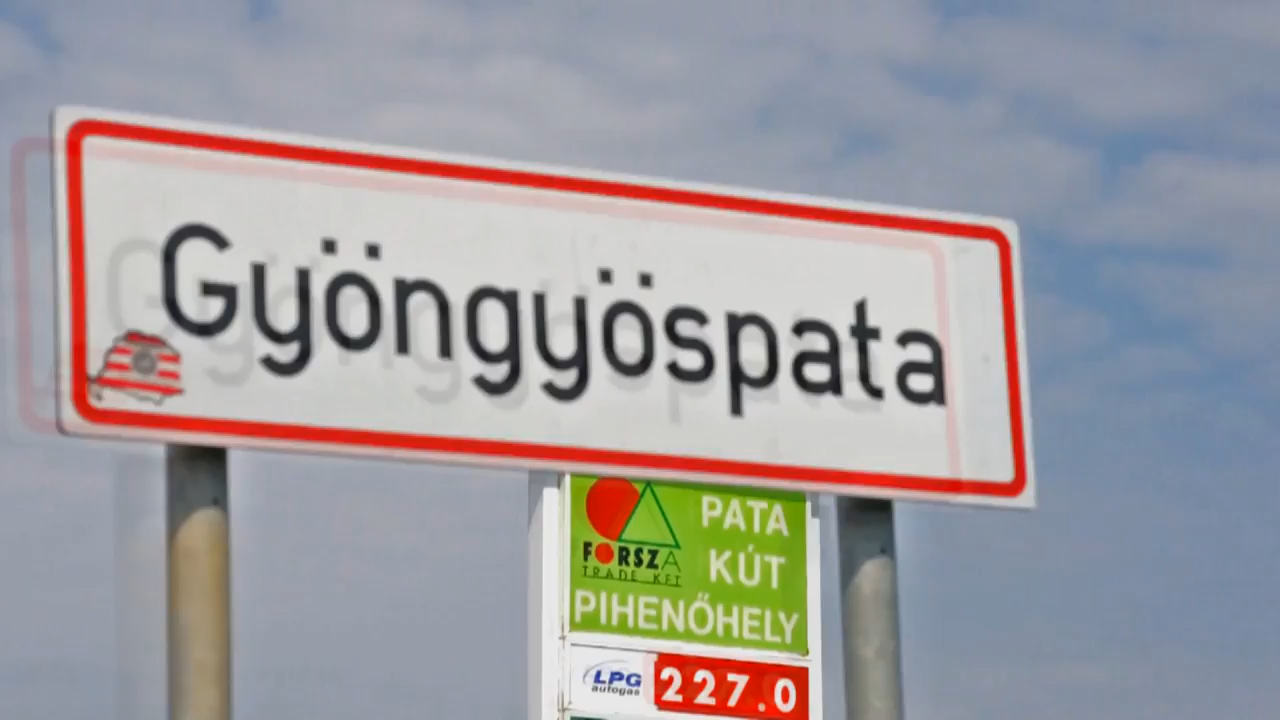 Gyöngyöspata
PATA
KÚT
FORSZA
TRADE KFT
PIHENŐHELY
LPG
autogas
227.0